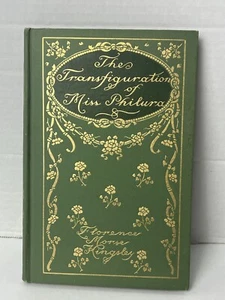 The
Transfiguration
of
Miss Philura
Florence
Morse
Kingsley